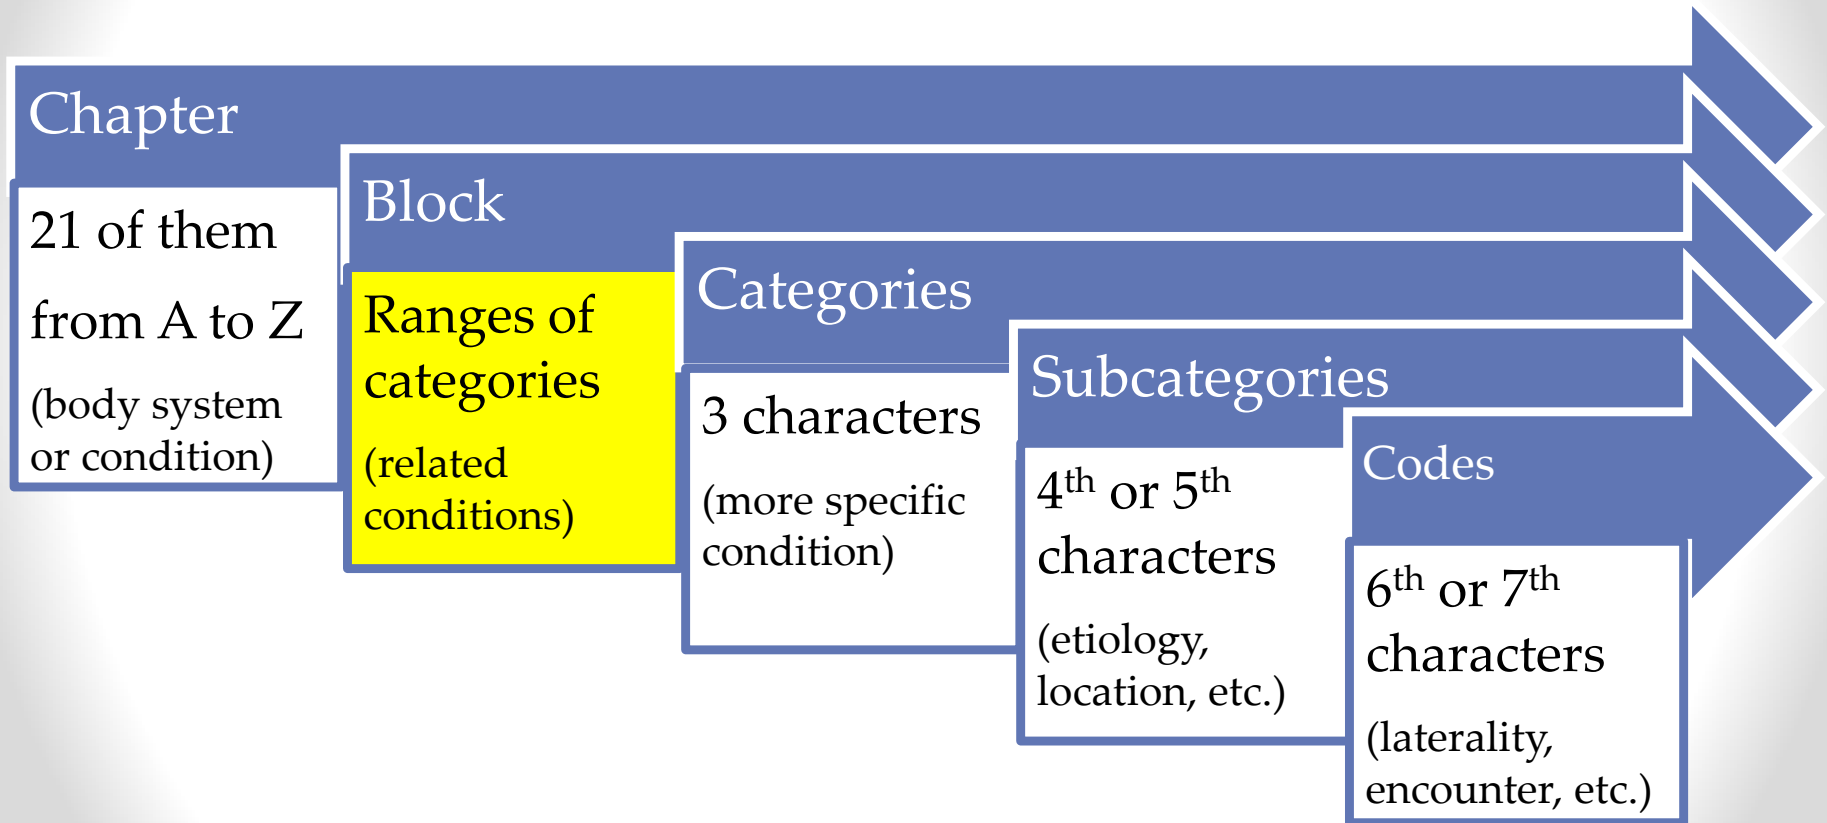 Chapter
21 of them
from A to Z
(body system
or condition)
Block
Ranges of
categories
(related
conditions)
Categories
3 characters
(more specific
condition)
Subcategories
4th or 5th
characters
(etiology,
location, etc.)
Codes
6th or 7th
characters
(laterality,
encounter, etc.)